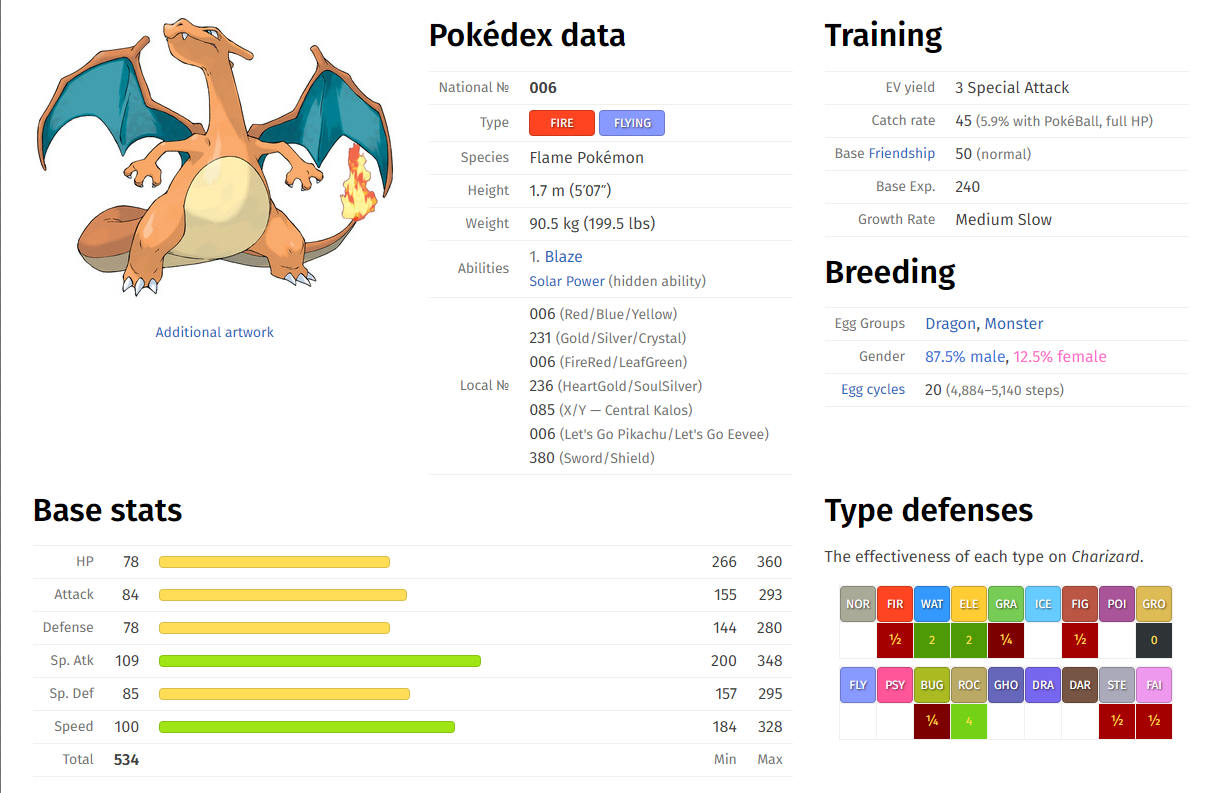 Pokédex data
National № 006
Type FIRE FLYING
Species Flame Pokémon
Height 1.7 m (5′07″)
Weight 90.5 kg (199.5 lbs)
Abilities 1. Blaze
Solar Power (hidden ability)
Local № 006 (Red/Blue/Yellow)
231 (Gold/Silver/Crystal)
006 (FireRed/LeafGreen)
236 (HeartGold/SoulSilver)
085 (X/Y — Central Kalos)
006 (Let's Go Pikachu/Let's Go Eevee)
380 (Sword/Shield)
Additional artwork
Training
EV yield 3 Special Attack
Catch rate 45 (5.9% with PokéBall, full HP)
Base Friendship 50 (normal)
Base Exp. 240
Growth Rate Medium Slow
Breeding
Egg Groups Dragon, Monster
Gender 87.5% male, 12.5% female
Egg cycles 20 (4,884–5,140 steps)
Base stats
HP 78 266 360
Attack 84 155 293
Defense 78 144 280
Sp. Atk 109 200 348
Sp. Def 85 157 295
Speed 100 184 328
Total 534 Min Max
Type defenses
The effectiveness of each type on Charizard.
NOR FIR WAT ELE GRA ICE FIG POI GRO
½ 2 2 ¼ ½ 0
FLY PSY BUG ROC GHO DRA DAR STE FAI
¼ 4 ½ ½